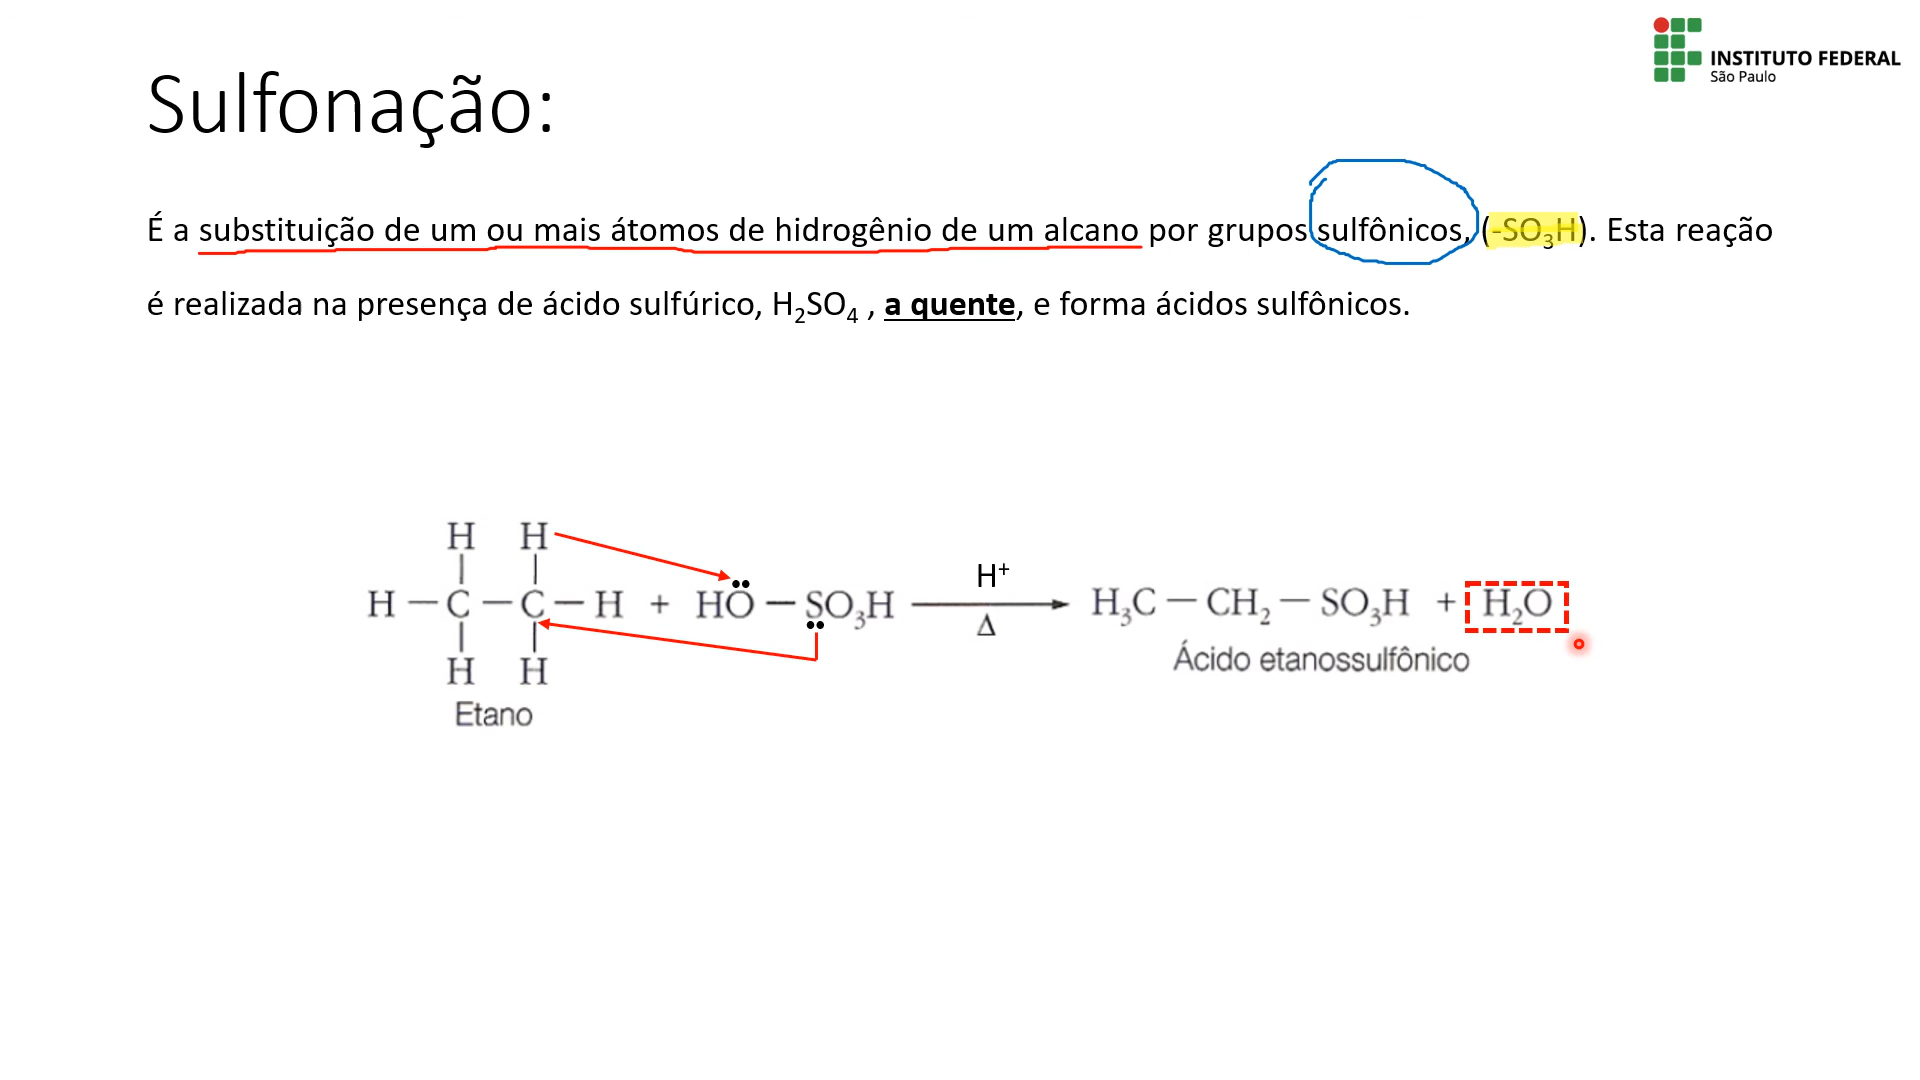 INSTITUTO FEDERAL
São Paulo
Sulfonação:
É a substituição de um ou mais átomos de hidrogênio de um alcano por grupos sulfônicos, (-SO₃H). Esta reação
é realizada na presença de ácido sulfúrico, H₂SO₄ , a quente, e forma ácidos sulfônicos.
H H
H — C — C — H + HO — SO₃H H⁺ Δ H₃C — CH₂ — SO₃H + H₂O
H H
Ácido etanossulfônico
Etano